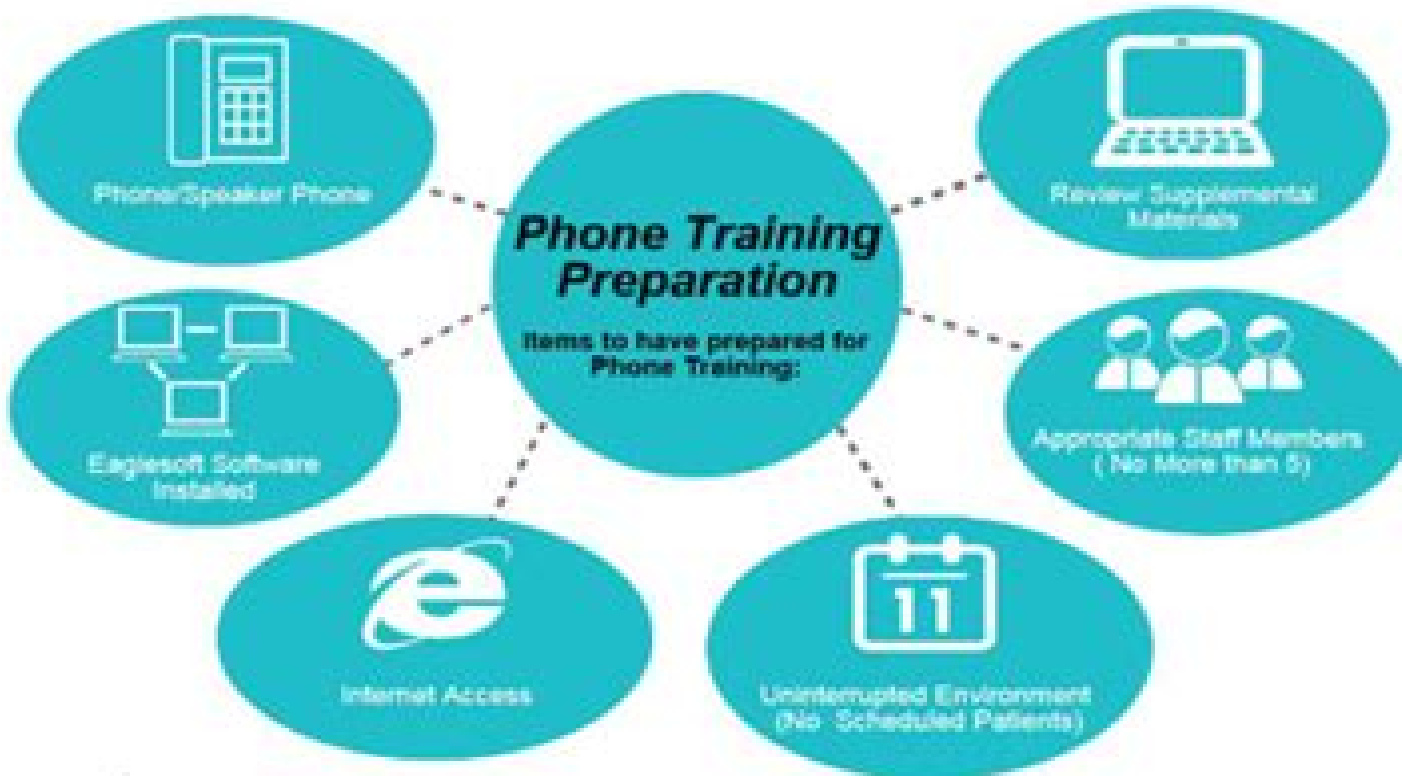 Phone Training
Preparation
Items to have prepared for
Phone Training:
Phone/Speaker Phone
Eaglesoft Software
Installed
Internet Access
11
Uninterrupted Environment
(No Scheduled Patients)
Appropriate Staff Members
( No More than 5)
Review Supplemental
Materials